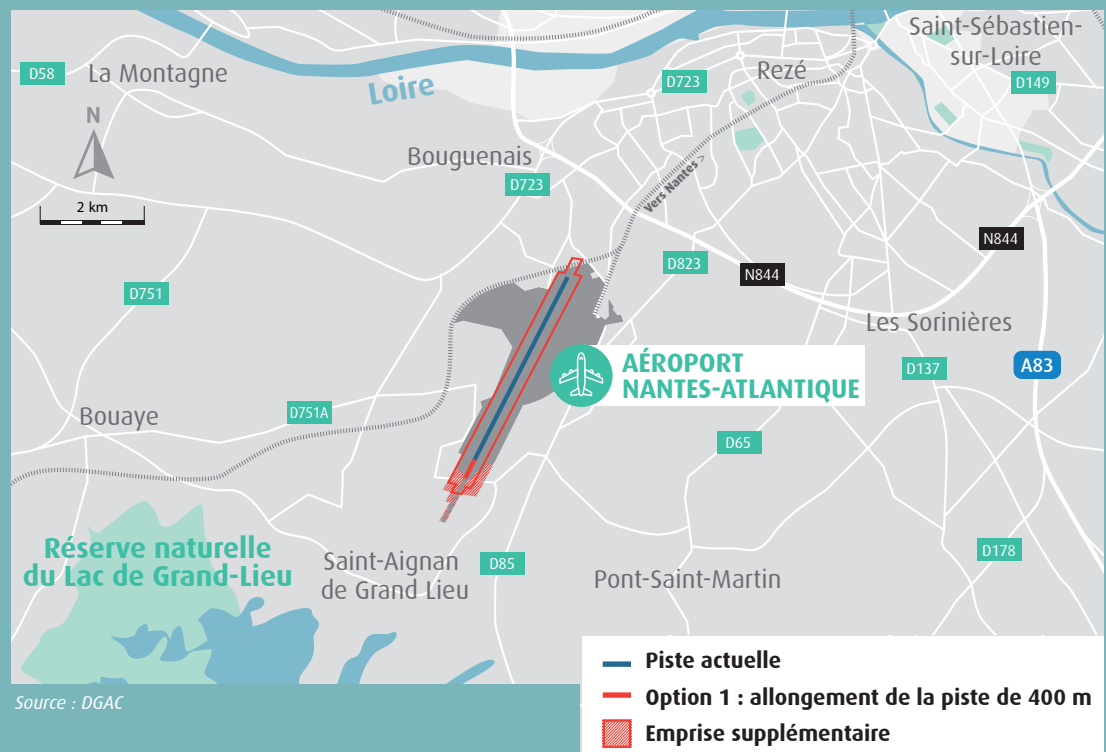 Saint-Sébastien-
sur-Loire
D58
La Montagne
Loire
D723
Rezé
D149
N
Bouguenais
D723
Vers Nantes >
2 km
N844
D823
N844
D751
Les Sorinières
AÉROPORT
NANTES-ATLANTIQUE
D137
A83
Bouaye
D751A
D65
Réserve naturelle
du Lac de Grand-Lieu
Saint-Aignan
de Grand Lieu
D85
Pont-Saint-Martin
D178
Piste actuelle
Option 1 : allongement de la piste de 400 m
Emprise supplémentaire
Source : DGAC